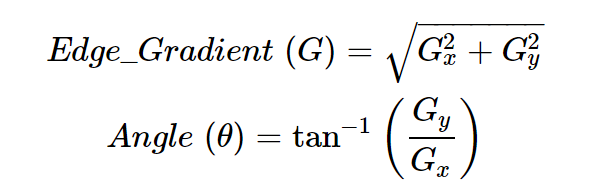 Edge_Gradient (G) = √(G_x^2 + G_y^2)
Angle (θ) = tan^{-1} (G_y / G_x)